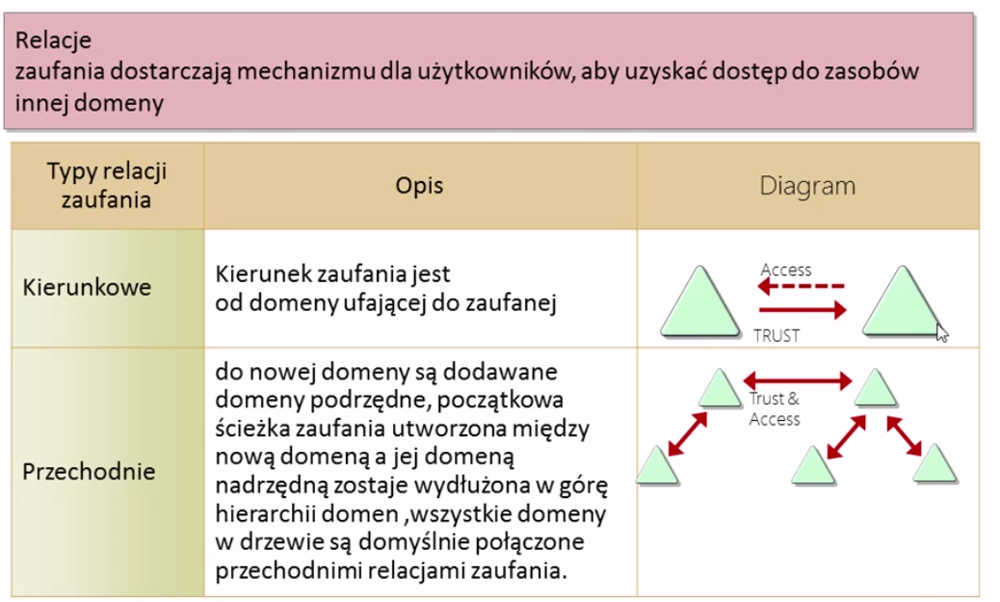 Relacje
zaufania dostarczają mechanizmu dla użytkowników, aby uzyskać dostęp do zasobów
innej domeny
Typy relacji
zaufania
Opis
Diagram
Kierunkowe
Kierunek zaufania jest
od domeny ufającej do zaufanej
Access
TRUST
Przechodnie
do nowej domeny są dodawane
domeny podrzędne, początkowa
ścieżka zaufania utworzona między
nową domeną a jej domeną
nadrzędną zostaje wydłużona w górę
hierarchii domen ,wszystkie domeny
w drzewie są domyślnie połączone
przechodnimi relacjami zaufania.
Trust &
Access